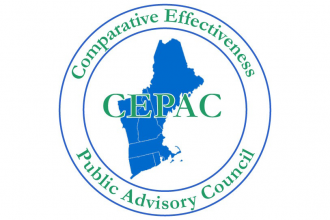 Comparative Effectiveness
CEPAC
Public Advisory Council